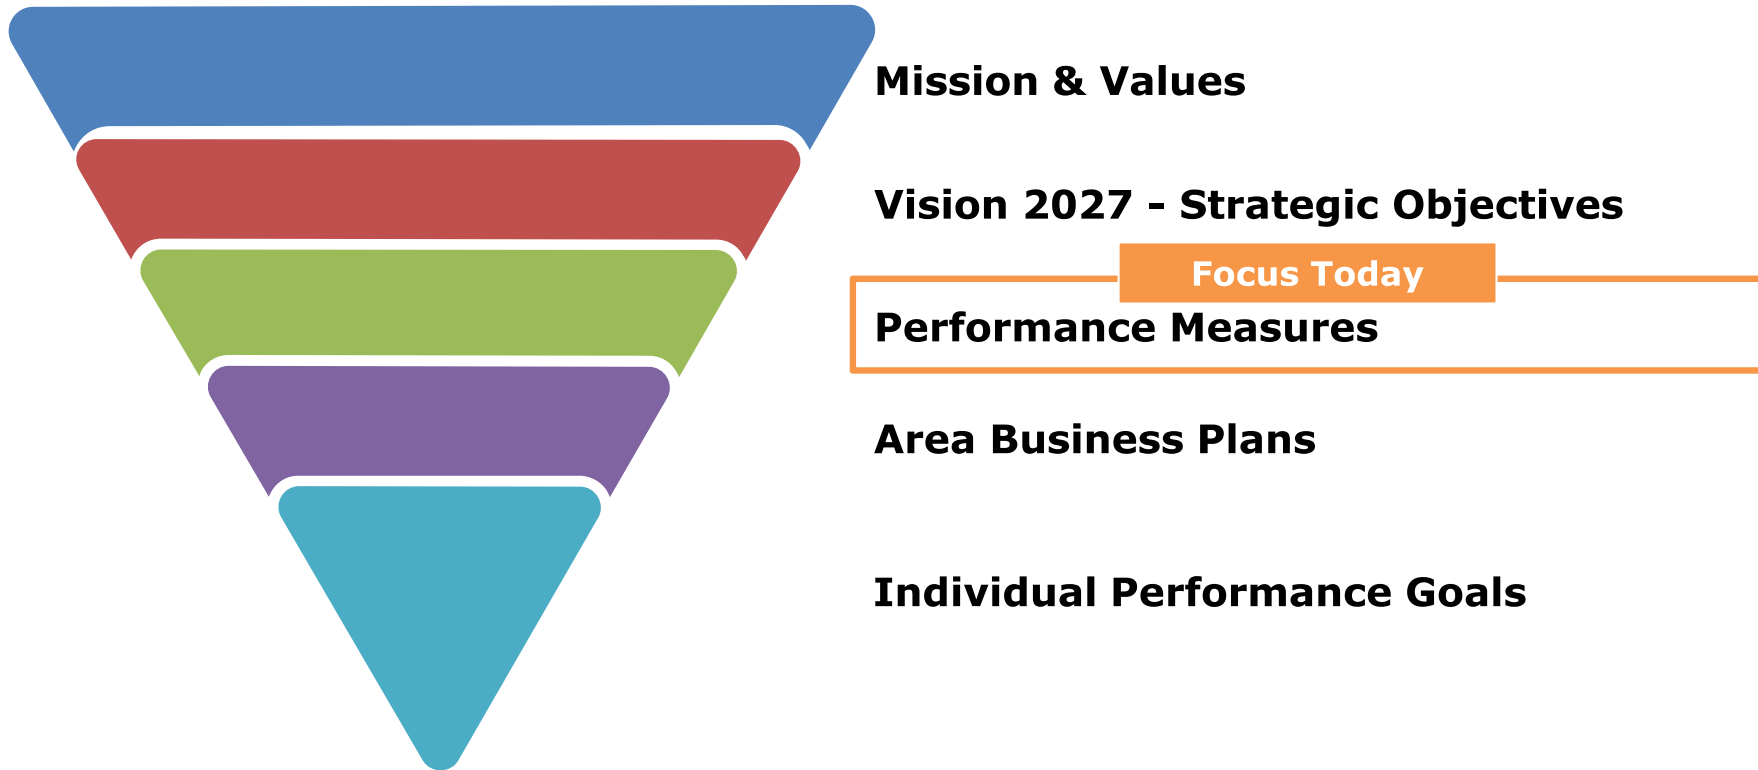 Mission & Values
Vision 2027 - Strategic Objectives
Focus Today
Performance Measures
Area Business Plans
Individual Performance Goals